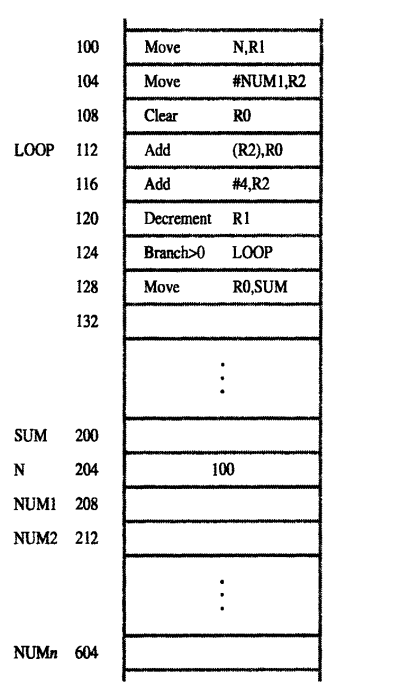 100 Move N,R1
104 Move #NUM1,R2
108 Clear R0
LOOP 112 Add (R2),R0
116 Add #4,R2
120 Decrement R1
124 Branch>0 LOOP
128 Move R0,SUM
132
SUM 200
N 204 100
NUM1 208
NUM2 212
NUMn 604